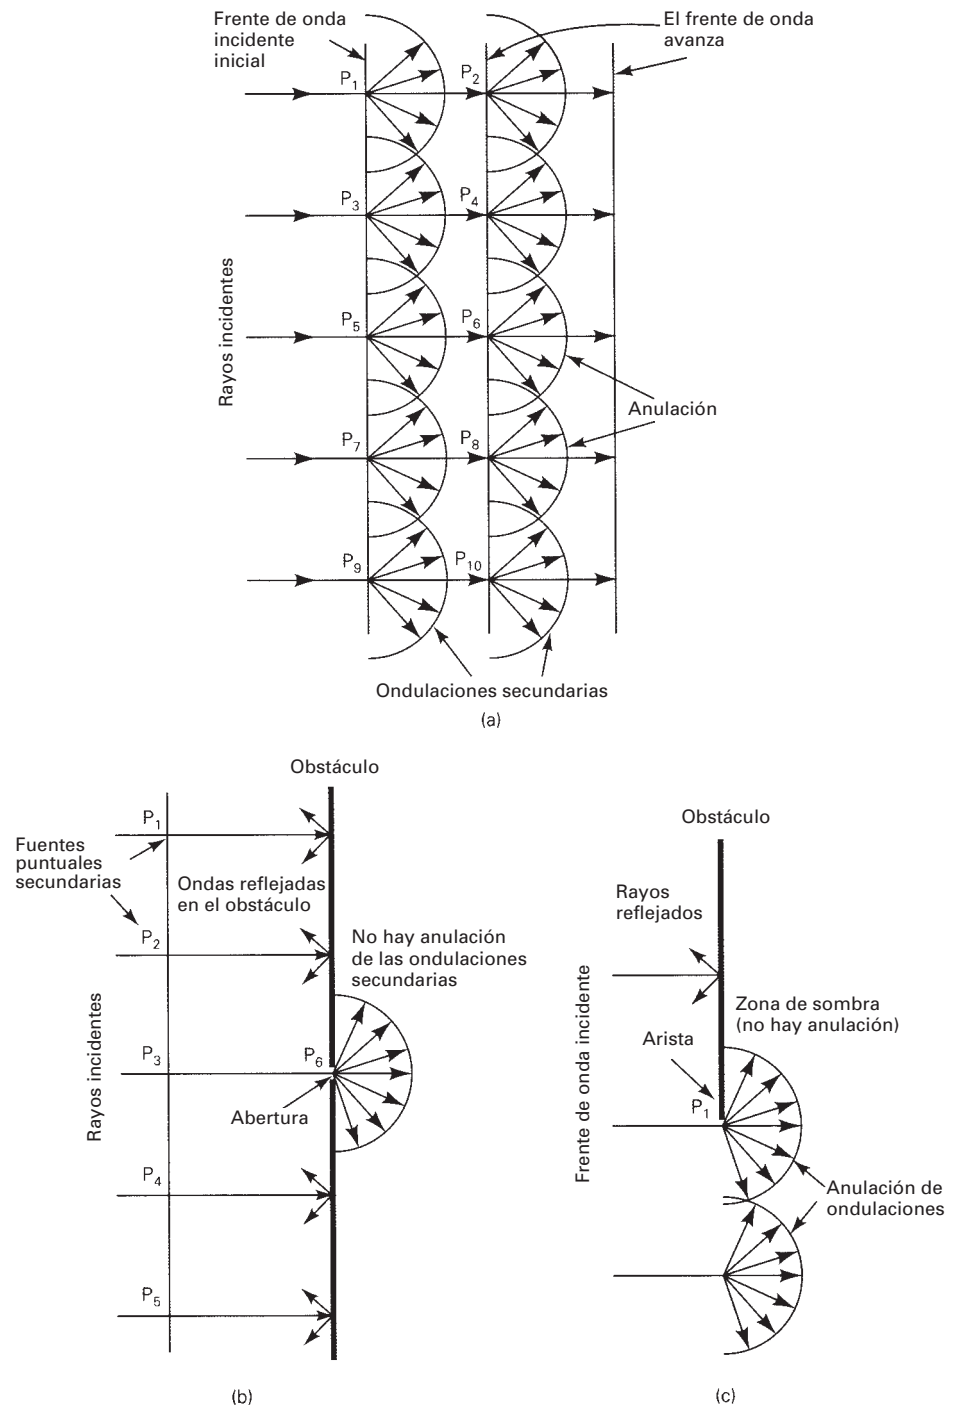 Frente de onda
incidente
inicial
El frente de onda
avanza
P1
P2
P3
P4
Rayos incidentes
P5
P6
Anulación
P7
P8
P9
P10
Ondulaciones secundarias
(a)
Obstáculo
P1
Fuentes
puntuales
secundarias
Ondas reflejadas
en el obstáculo
P2
No hay anulación
de las ondulaciones
secundarias
Rayos incidentes
P3
P6
Abertura
P4
P5
(b)
Obstáculo
Rayos
reflejados
Frente de onda incidente
Zona de sombra
(no hay anulación)
Arista
P1
Anulación de
ondulaciones
(c)